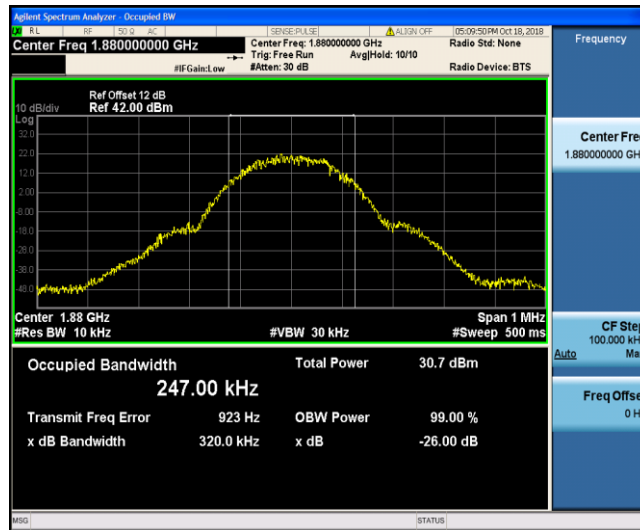 Agilent Spectrum Analyzer - Occupied BW
RL RF 50 Ω AC SENSE:PULSE ALIGN OFF 05:09:50PM Oct 18, 2018
Center Freq 1.880000000 GHz
Center Freq: 1.880000000 GHz
Radio Std: None
Trig: Free Run Avg|Hold: 10/10
#IFGain:Low
#Atten: 30 dB
Radio Device: BTS
Frequency
Ref Offset 12 dB
10 dB/div Ref 42.00 dBm
Log
32.0
22.0
12.0
2.00
-8.00
-18.0
-28.0
-38.0
-48.0
Center 1.88 GHz Span 1 MHz
#Res BW 10 kHz #VBW 30 kHz #Sweep 500 ms
Occupied Bandwidth Total Power 30.7 dBm
247.00 kHz
Transmit Freq Error 923 Hz OBW Power 99.00 %
x dB Bandwidth 320.0 kHz x dB -26.00 dB
Center Fre
1.880000000 GH
CF Step
100.000 kH
Auto Ma
Freq Offse
0 H
MSG STATUS